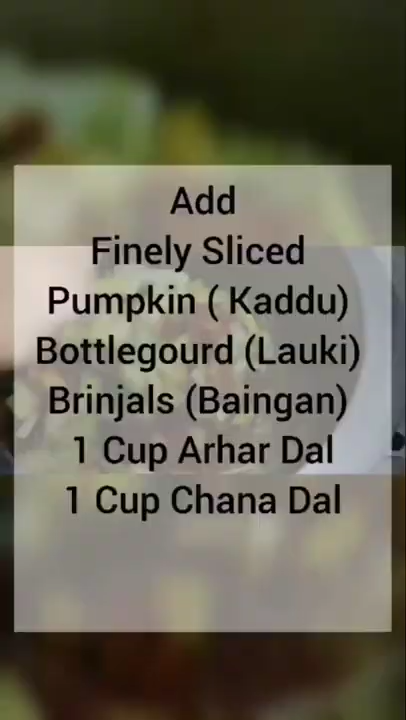 Add
Finely Sliced
Pumpkin ( Kaddu)
Bottlegourd (Lauki)
Brinjals (Baingan)
1 Cup Arhar Dal
1 Cup Chana Dal